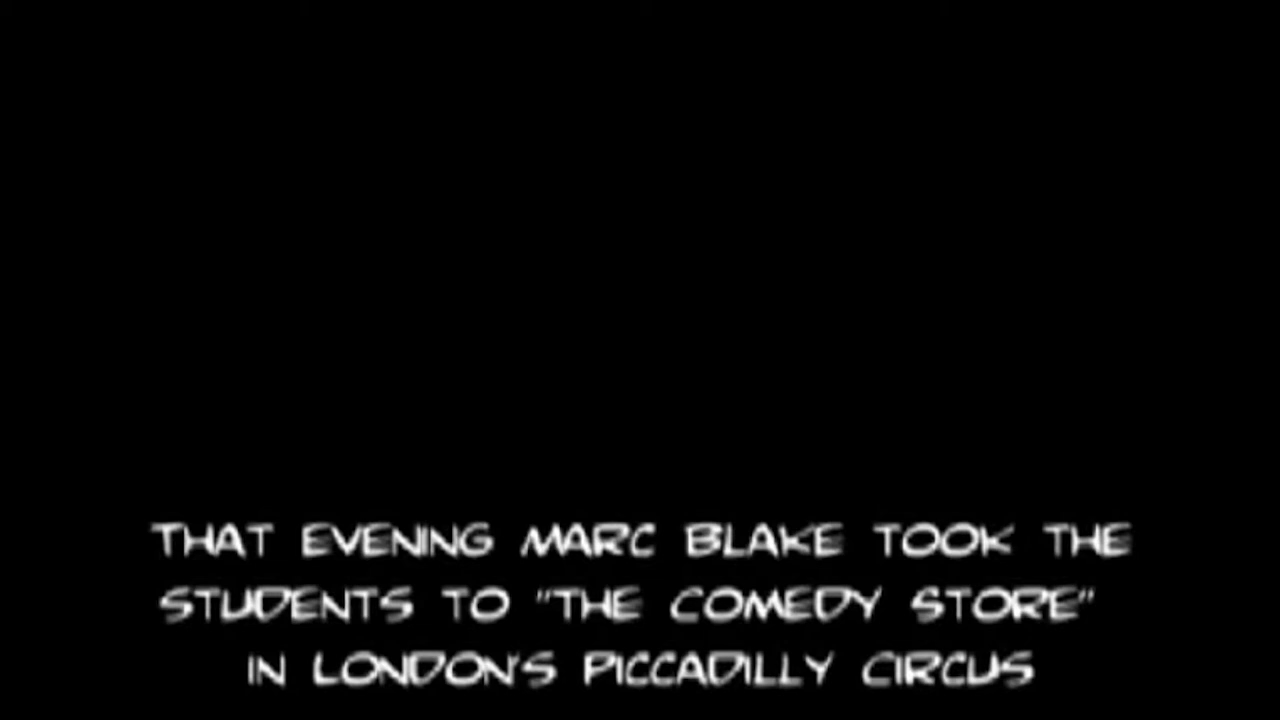 THAT EVENING MARC BLAKE TOOK THE
STUDENTS TO "THE COMEDY STORE"
IN LONDON'S PICCADILLY CIRCUS